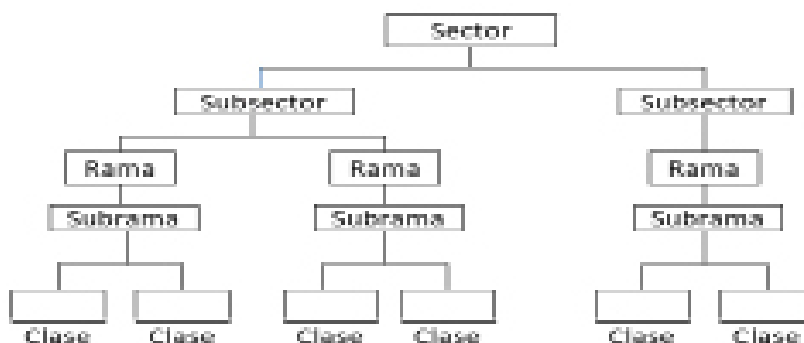 Sector
Subsector Subsector
Rama Rama Rama
Subrama Subrama Subrama
Clase Clase Clase Clase Clase Clase